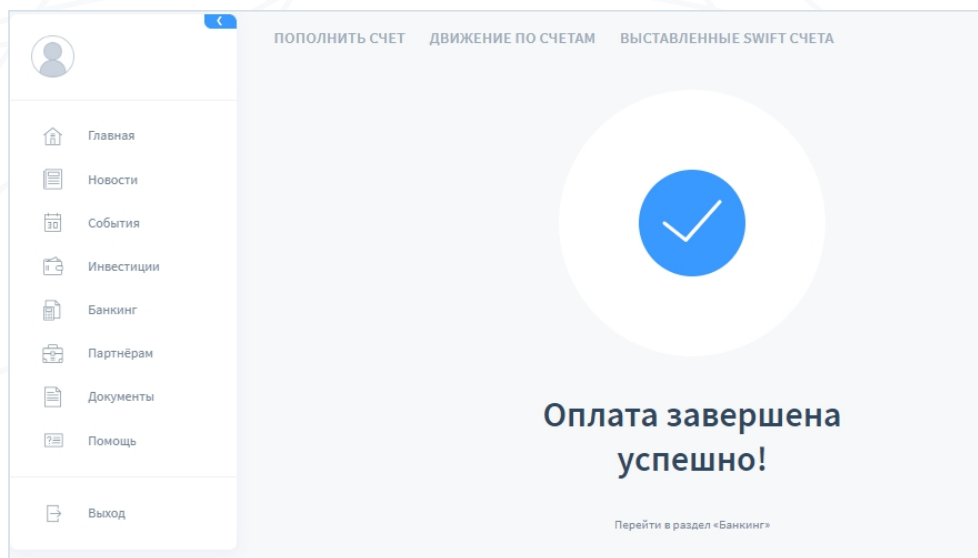 ПОПОЛНИТЬ СЧЕТ ДВИЖЕНИЕ ПО СЧЕТАМ ВЫСТАВЛЕННЫЕ SWIFT СЧЕТА
Главная
Новости
30
События
Инвестиции
Банкинг
Партнёрам
Документы
Помощь
Выход
Оплата завершена
успешно!
Перейти в раздел «Банкинг»